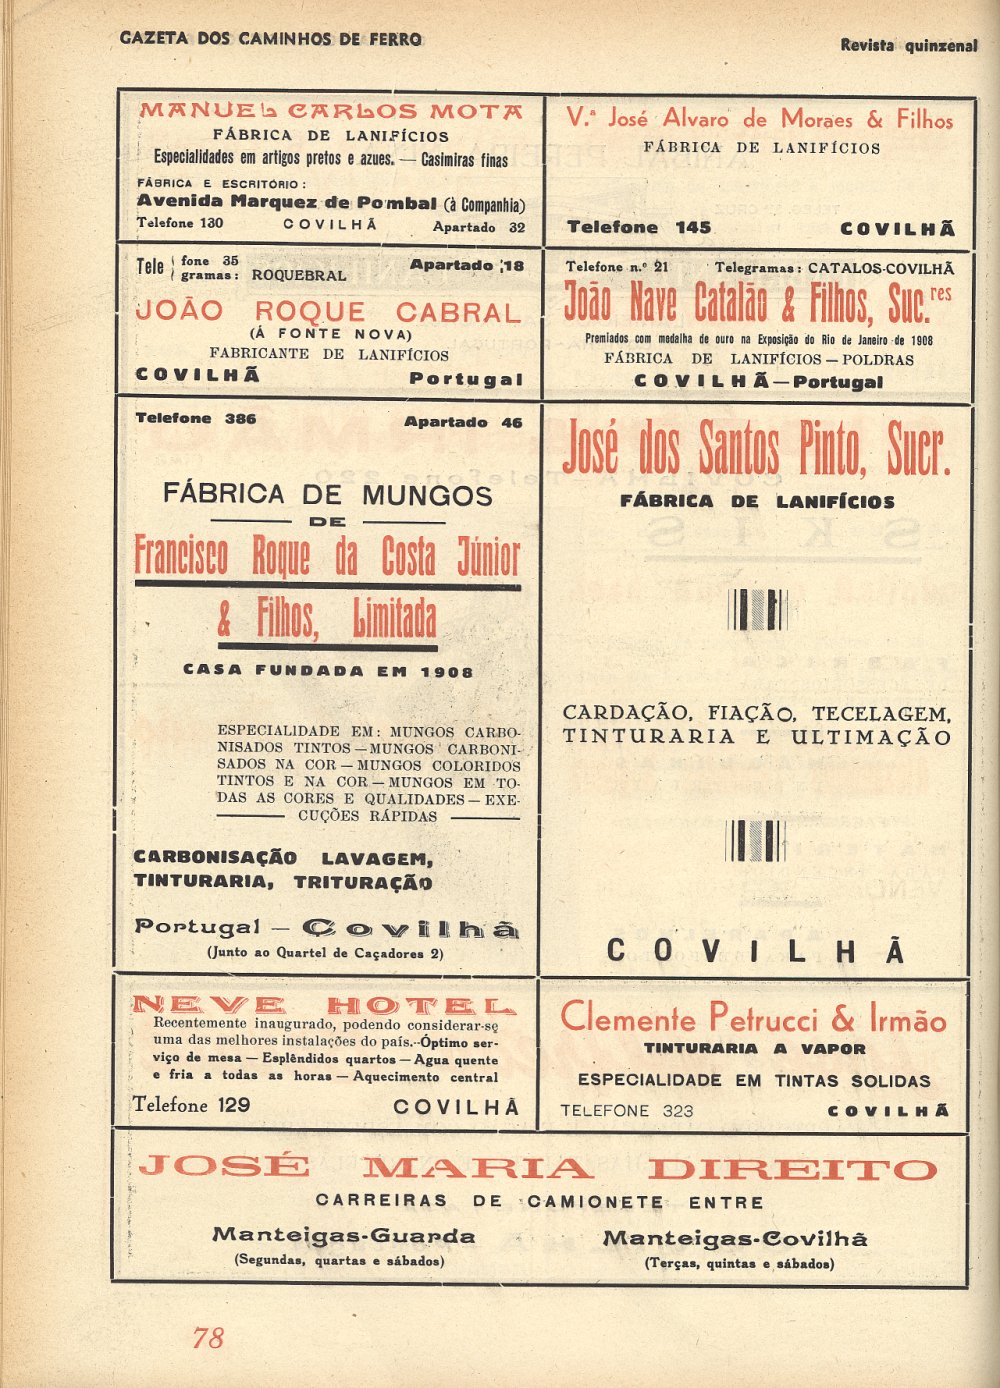 GAZETA DOS CAMINHOS DE FERRO
Revista quinzenal
MANUEL CARLOS MOTA
FÁBRICA DE LANIFÍCIOS
Especialidades em artigos pretos e azues. — Casimiras finas
FÁBRICA E ESCRITÓRIO:
Avenida Marquez de Pombal (à Companhia)
Telefone 130 COVILHÃ Apartado 32
V.ª José Alvaro de Moraes & Filhos
FÁBRICA DE LANIFÍCIOS
Telefone 145 COVILHÃ
Tele fone 35 Apartado 18
gramas: ROQUEBRAL
JOÃO ROQUE CABRAL
(Á FONTE NOVA)
FABRICANTE DE LANIFÍCIOS
COVILHÃ Portugal
Telefone n.º 21 Telegramas: CATALOS-COVILHÃ
João Nave Catalão & Filhos, Suc.res
Premiados com medalha de ouro na Exposição do Rio de Janeiro de 1908
FÁBRICA DE LANIFÍCIOS — POLDRAS
COVILHÃ — Portugal
Telefone 386 Apartado 46
FÁBRICA DE MUNGOS
DE
Francisco Roque da Costa Júnior
& Filhos, Limitada
CASA FUNDADA EM 1908
ESPECIALIDADE EM: MUNGOS CARBO-
NISADOS TINTOS — MUNGOS CARBONI-
SADOS NA COR — MUNGOS COLORIDOS
TINTOS E NA COR — MUNGOS EM TO-
DAS AS CORES E QUALIDADES — EXE-
CUÇÕES RÁPIDAS
CARBONISAÇÃO LAVAGEM,
TINTURARIA, TRITURAÇÃO
Portugal — Covilhã
(Junto ao Quartel de Caçadores 2)
José dos Santos Pinto, Sucr.
FÁBRICA DE LANIFÍCIOS
CARDAÇÃO, FIAÇÃO, TECELAGEM,
TINTURARIA E ULTIMAÇÃO
COVILHÃ
NEVE HOTEL
Recentemente inaugurado, podendo considerar-se
uma das melhores instalações do país.--Óptimo ser-
viço de mesa — Esplêndidos quartos — Agua quente
e fria a todas as horas — Aquecimento central
Telefone 129 COVILHÃ
Clemente Petrucci & Irmão
TINTURARIA A VAPOR
ESPECIALIDADE EM TINTAS SOLIDAS
TELEFONE 323 COVILHÃ
JOSÉ MARIA DIREITO
CARREIRAS DE CAMIONETE ENTRE
Manteigas-Guarda Manteigas-Covilhã
(Segundas, quartas e sábados) (Terças, quintas e sábados)
78